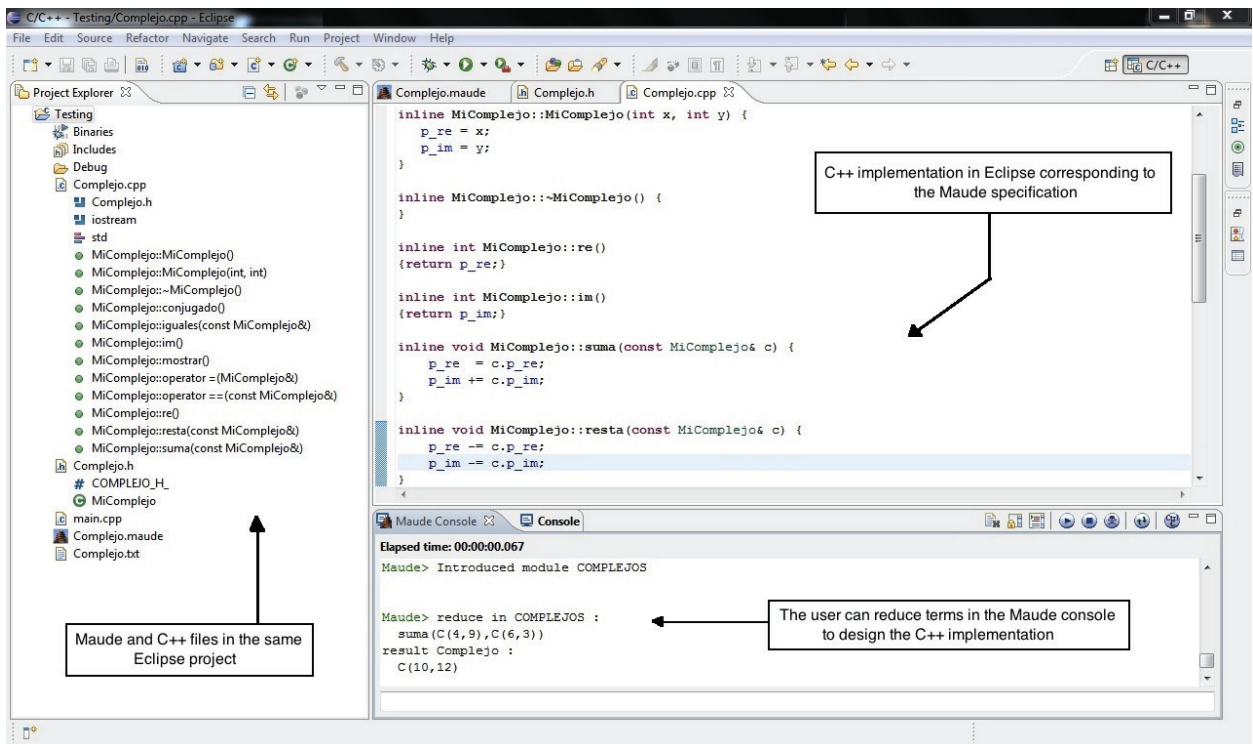 C/C++ - Testing/Complejo.cpp - Eclipse
File Edit Source Refactor Navigate Search Run Project Window Help
C/C++
Project Explorer
Testing
Binaries
Includes
Debug
Complejo.cpp
Complejo.h
iostream
std
MiComplejo::MiComplejo()
MiComplejo::MiComplejo(int, int)
MiComplejo::~MiComplejo()
MiComplejo::conjugado()
MiComplejo::iguales(const MiComplejo&)
MiComplejo::im()
MiComplejo::mostrar()
MiComplejo::operator =(MiComplejo&)
MiComplejo::operator ==(const MiComplejo&)
MiComplejo::re()
MiComplejo::resta(const MiComplejo&)
MiComplejo::suma(const MiComplejo&)
Complejo.h
# COMPLEJO_H_
MiComplejo
main.cpp
Complejo.maude
Complejo.txt
Maude and C++ files in the same
Eclipse project
Complejo.maude Complejo.h Complejo.cpp
inline MiComplejo::MiComplejo(int x, int y) {
p_re = x;
p_im = y;
}
inline MiComplejo::~MiComplejo() {
}
inline int MiComplejo::re()
{return p_re;}
inline int MiComplejo::im()
{return p_im;}
inline void MiComplejo::suma(const MiComplejo& c) {
p_re = c.p_re;
p_im += c.p_im;
}
inline void MiComplejo::resta(const MiComplejo& c) {
p_re -= c.p_re;
p_im -= c.p_im;
}
C++ implementation in Eclipse corresponding to
the Maude specification
Maude Console Console
Elapsed time: 00:00:00.067
Maude> Introduced module COMPLEJOS
Maude> reduce in COMPLEJOS :
suma(C(4,9),C(6,3))
result Complejo :
C(10,12)
The user can reduce terms in the Maude console
to design the C++ implementation